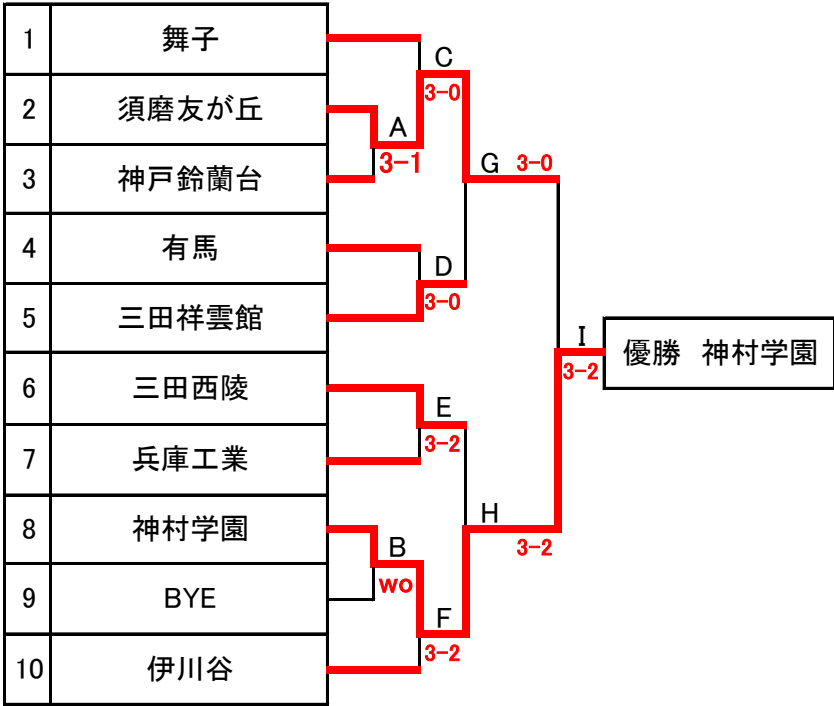 1 舞子
C
3-0
2 須磨友が丘
A
3-1
3 神戸鈴蘭台
G 3-0
4 有馬
D
3-0
5 三田祥雲館
I
3-2
優勝 神村学園
6 三田西陵
E
3-2
7 兵庫工業
8 神村学園
H
3-2
B
wo
9 BYE
F
3-2
10 伊川谷